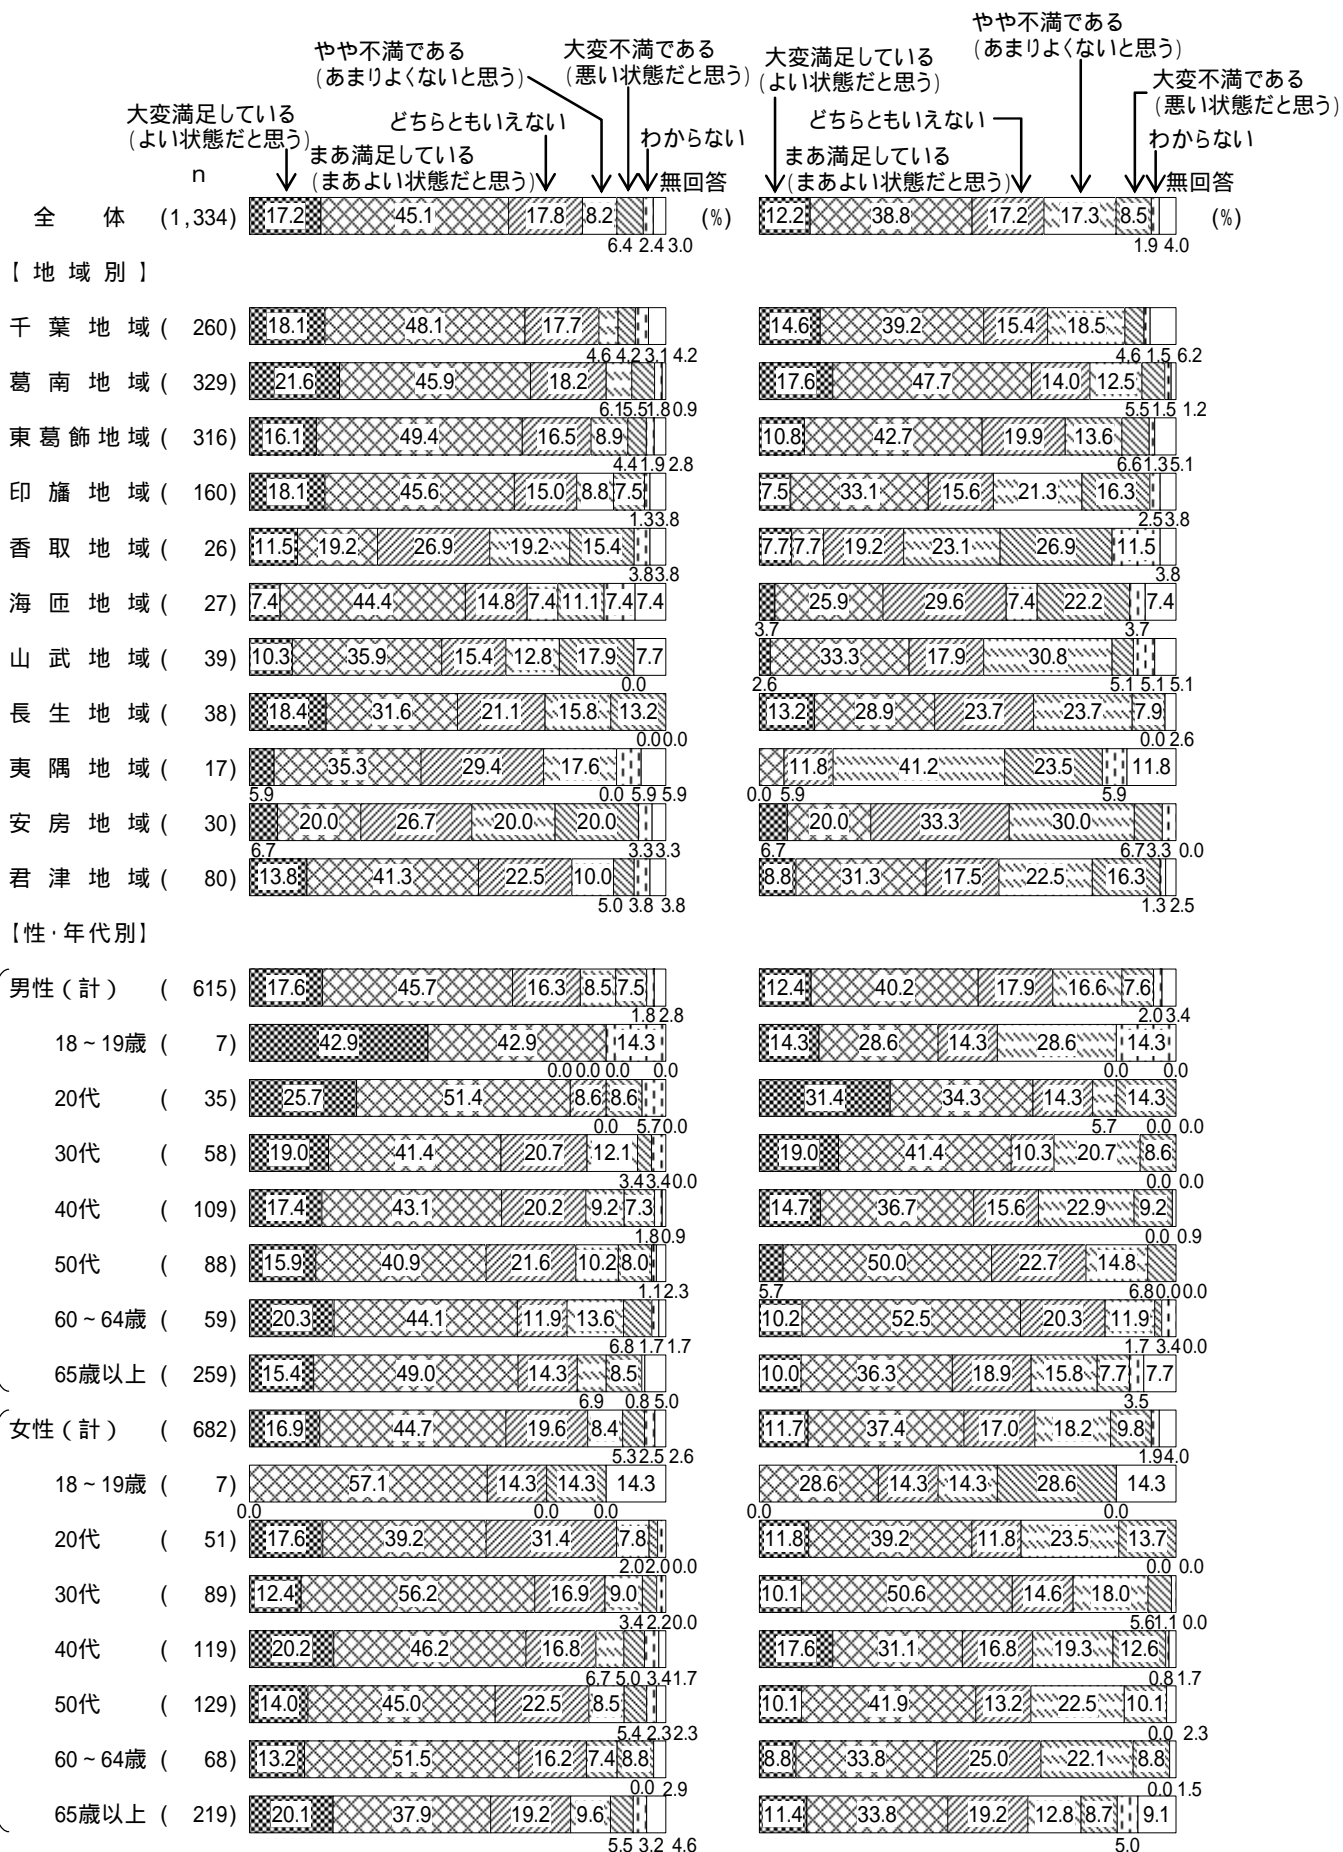 やや不満である
(あまりよくないと思う)
大変不満である
(悪い状態だと思う)
大変満足している
(よい状態だと思う)
どちらともいえない
わからない
まあ満足している
(まあよい状態だと思う)
無回答
やや不満である
(あまりよくないと思う)
大変満足している
(よい状態だと思う)
大変不満である
(悪い状態だと思う)
どちらともいえない
わからない
まあ満足している
(まあよい状態だと思う)
無回答
n
全体 (1,334) 17.2 45.1 17.8 8.2 (%) 12.2 38.8 17.2 17.3 8.5 (%)
6.4 2.4 3.0 1.9 4.0
【地域別】
千葉地域 ( 260) 18.1 48.1 17.7 14.6 39.2 15.4 18.5
4.6 4.2 3.1 4.2 4.6 1.5 6.2
葛南地域 ( 329) 21.6 45.9 18.2 17.6 47.7 14.0 12.5
6.1 5.5 1.8 0.9 5.5 1.5 1.2
東葛飾地域 ( 316) 16.1 49.4 16.5 8.9 10.8 42.7 19.9 13.6
4.4 1.9 2.8 6.6 1.3 5.1
印旛地域 ( 160) 18.1 45.6 15.0 8.8 7.5 7.5 33.1 15.6 21.3 16.3
1.3 3.8 2.5 3.8
香取地域 ( 26) 11.5 19.2 26.9 19.2 15.4 7.7 7.7 19.2 23.1 26.9 11.5
3.8 3.8 3.8
海匝地域 ( 27) 7.4 44.4 14.8 7.4 11.1 7.4 7.4 25.9 29.6 7.4 22.2 7.4
3.7 3.7
山武地域 ( 39) 10.3 35.9 15.4 12.8 17.9 7.7 33.3 17.9 30.8
0.0 2.6 5.1 5.1 5.1
長生地域 ( 38) 18.4 31.6 21.1 15.8 13.2 13.2 28.9 23.7 23.7 7.9
0.0 0.0 0.0 2.6
夷隅地域 ( 17) 35.3 29.4 17.6 11.8 41.2 23.5 11.8
5.9 0.0 5.9 5.9 0.0 5.9 5.9
安房地域 ( 30) 20.0 26.7 20.0 20.0 20.0 33.3 30.0
6.7 3.3 3.3 6.7 6.7 3.3 0.0
君津地域 ( 80) 13.8 41.3 22.5 10.0 8.8 31.3 17.5 22.5 16.3
5.0 3.8 3.8 1.3 2.5
【性・年代別】
男性(計) ( 615) 17.6 45.7 16.3 8.5 7.5 12.4 40.2 17.9 16.6 7.6
1.8 2.8 2.0 3.4
18~19歳 ( 7) 42.9 42.9 14.3 14.3 28.6 14.3 28.6 14.3
0.0 0.0 0.0 0.0 0.0 0.0
20代 ( 35) 25.7 51.4 8.6 8.6 31.4 34.3 14.3 14.3
0.0 5.7 0.0 5.7 0.0 0.0
30代 ( 58) 19.0 41.4 20.7 12.1 19.0 41.4 10.3 20.7 8.6
3.4 3.4 0.0 0.0 0.0
40代 ( 109) 17.4 43.1 20.2 9.2 7.3 14.7 36.7 15.6 22.9 9.2
1.8 0.9 0.0 0.9
50代 ( 88) 15.9 40.9 21.6 10.2 8.0 50.0 22.7 14.8
1.1 2.3 5.7 6.8 0.0 0.0
60~64歳 ( 59) 20.3 44.1 11.9 13.6 10.2 52.5 20.3 11.9
6.8 1.7 1.7 1.7 3.4 0.0
65歳以上 ( 259) 15.4 49.0 14.3 8.5 10.0 36.3 18.9 15.8 7.7 7.7
6.9 0.8 5.0 3.5
女性(計) ( 682) 16.9 44.7 19.6 8.4 11.7 37.4 17.0 18.2 9.8
5.3 2.5 2.6 1.9 4.0
18~19歳 ( 7) 57.1 14.3 14.3 14.3 28.6 14.3 14.3 28.6 14.3
0.0 0.0 0.0 0.0 0.0
20代 ( 51) 17.6 39.2 31.4 7.8 11.8 39.2 11.8 23.5 13.7
2.0 2.0 0.0 0.0 0.0
30代 ( 89) 12.4 56.2 16.9 9.0 10.1 50.6 14.6 18.0
3.4 2.2 0.0 5.6 1.1 0.0
40代 ( 119) 20.2 46.2 16.8 17.6 31.1 16.8 19.3 12.6
6.7 5.0 3.4 1.7 0.8 1.7
50代 ( 129) 14.0 45.0 22.5 8.5 10.1 41.9 13.2 22.5 10.1
5.4 2.3 2.3 0.0 2.3
60~64歳 ( 68) 13.2 51.5 16.2 7.4 8.8 8.8 33.8 25.0 22.1 8.8
0.0 2.9 0.0 1.5
65歳以上 ( 219) 20.1 37.9 19.2 9.6 11.4 33.8 19.2 12.8 8.7 9.1
5.5 3.2 4.6 5.0